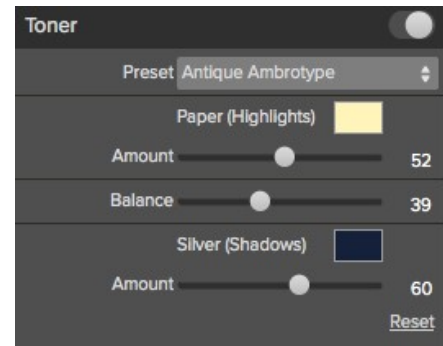 Toner
Preset Antique Ambrotype
Paper (Highlights)
Amount 52
Balance 39
Silver (Shadows)
Amount 60
Reset